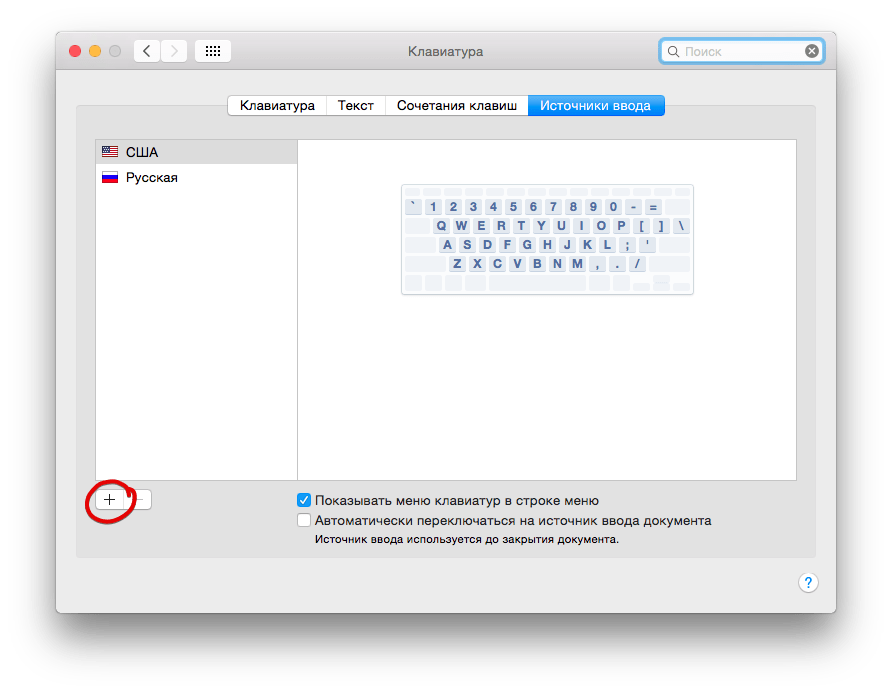 Клавиатура
Поиск
Клавиатура Текст Сочетания клавиш Источники ввода
США
Русская
` 1 2 3 4 5 6 7 8 9 0 - =
Q W E R T Y U I O P [ ] \
A S D F G H J K L ; '
Z X C V B N M , . /
+ −
Показывать меню клавиатур в строке меню
Автоматически переключаться на источник ввода документа
Источник ввода используется до закрытия документа.
?